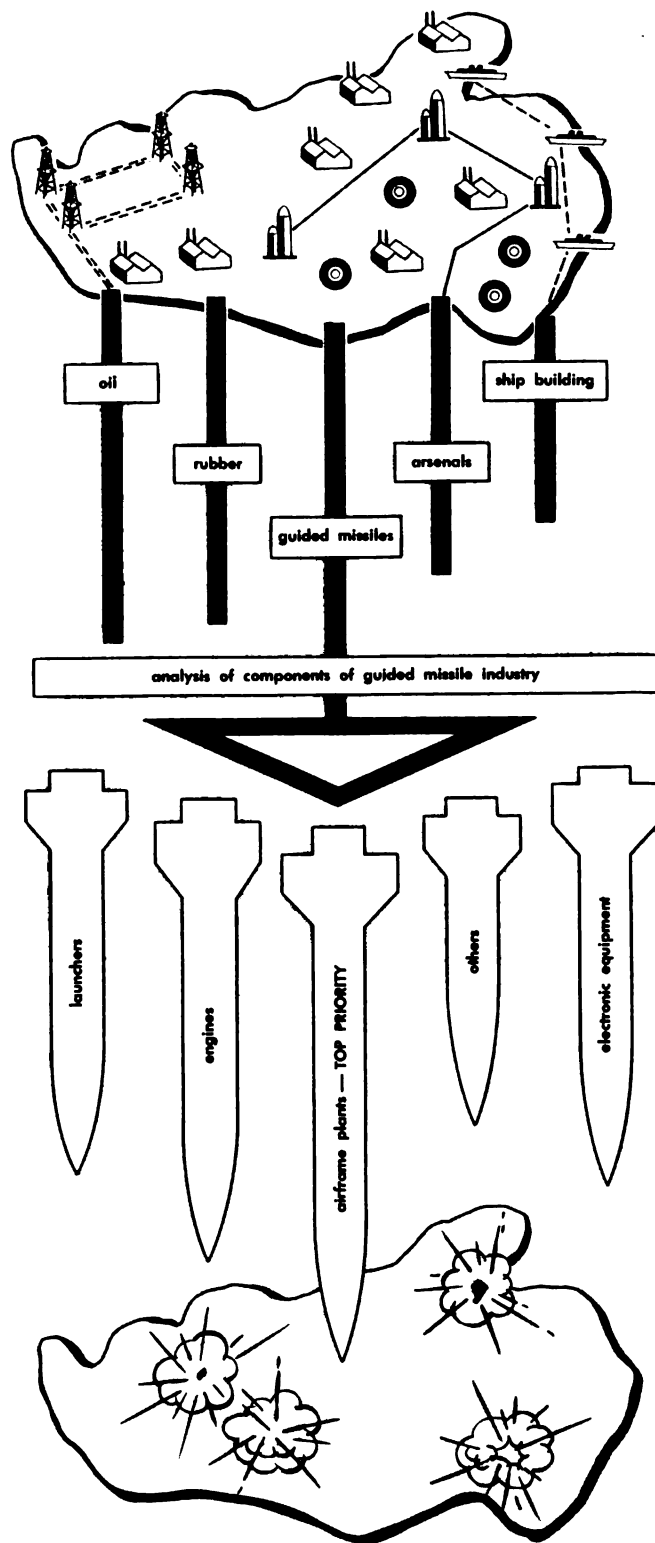 oil
ship building
rubber
arsenals
guided missiles
analysis of components of guided missile industry
launchers
engines
airframe plants — TOP PRIORITY
others
electronic equipment